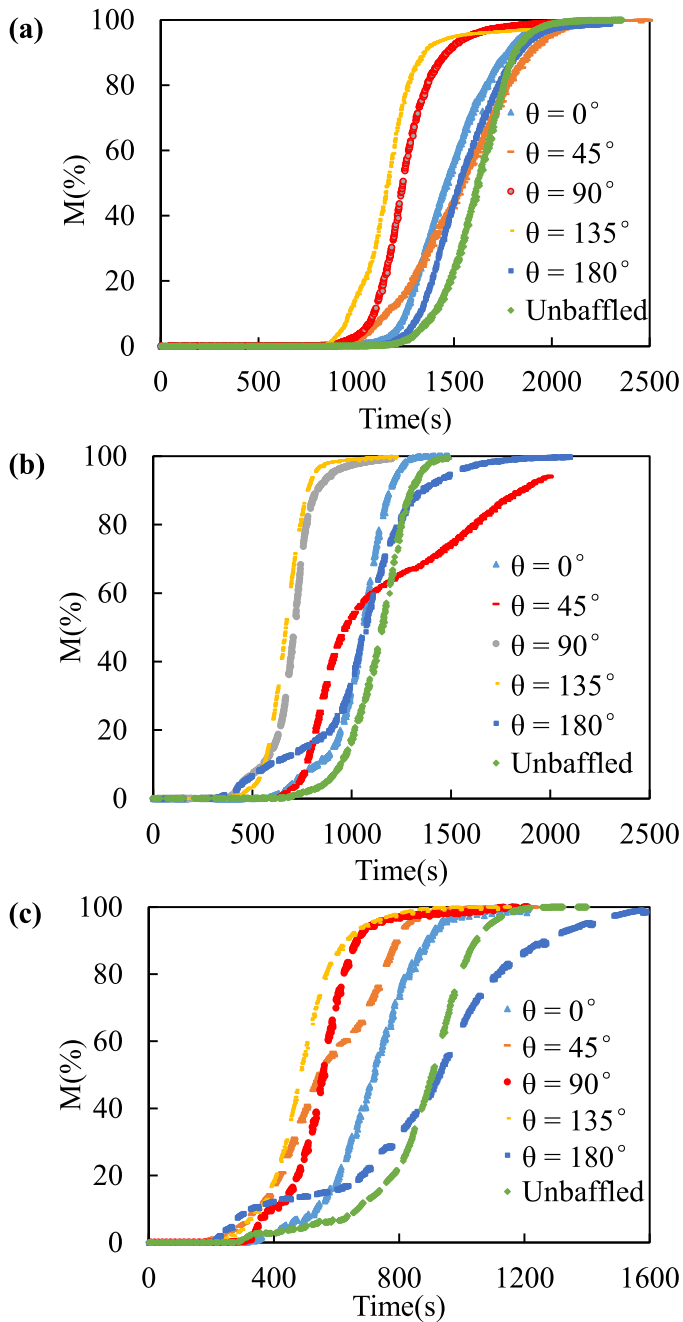 (a)
M(%)
100
80
60
40
20
0
θ = 0°
θ = 45°
θ = 90°
θ = 135°
θ = 180°
Unbaffled
0 500 1000 1500 2000 2500
Time(s)
(b)
M(%)
100
80
60
40
20
0
θ = 0°
θ = 45°
θ = 90°
θ = 135°
θ = 180°
Unbaffled
0 500 1000 1500 2000 2500
Time(s)
(c)
M(%)
100
80
60
40
20
0
θ = 0°
θ = 45°
θ = 90°
θ = 135°
θ = 180°
Unbaffled
0 400 800 1200 1600
Time(s)